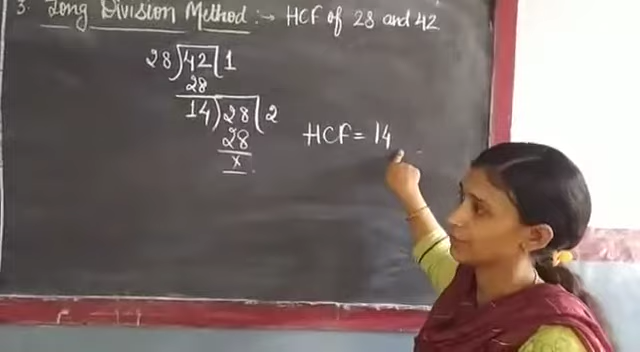 3. Long Division Method :-> HCF of 28 and 42
28)42(1
28
14)28(2
28
x
HCF = 14